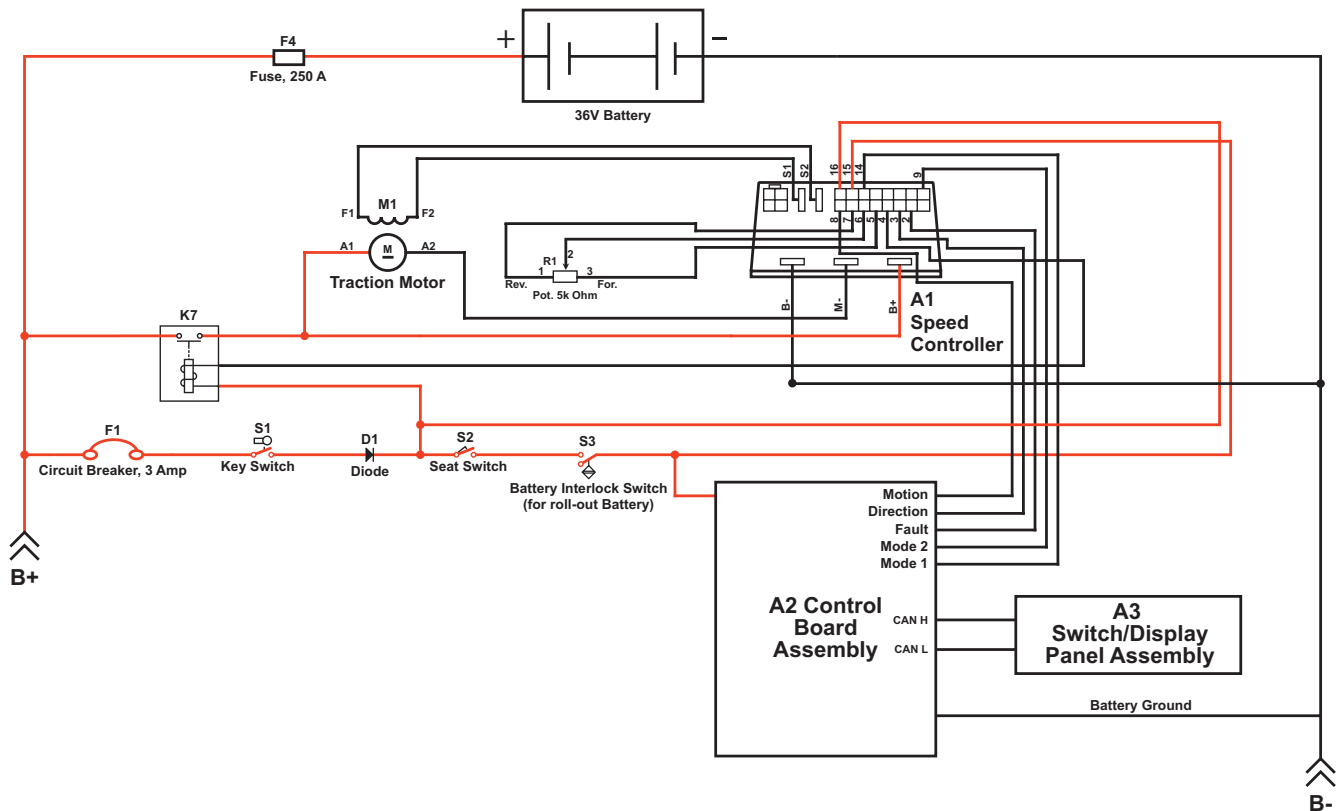 F4
Fuse, 250 A
+
−
36V Battery
16
15
14
9
S1
S2
M1
F1
F2
8
7
6
5
4
3
2
A1
M
A2
Traction Motor
R1
2
1
3
Rev.
For.
Pot. 5k Ohm
B-
M-
B+
A1
Speed
Controller
K7
F1
Circuit Breaker, 3 Amp
S1
Key Switch
D1
Diode
S2
Seat Switch
S3
Battery Interlock Switch
(for roll-out Battery)
B+
Motion
Direction
Fault
Mode 2
Mode 1
A2 Control
Board
Assembly
CAN H
CAN L
A3
Switch/Display
Panel Assembly
Battery Ground
B-